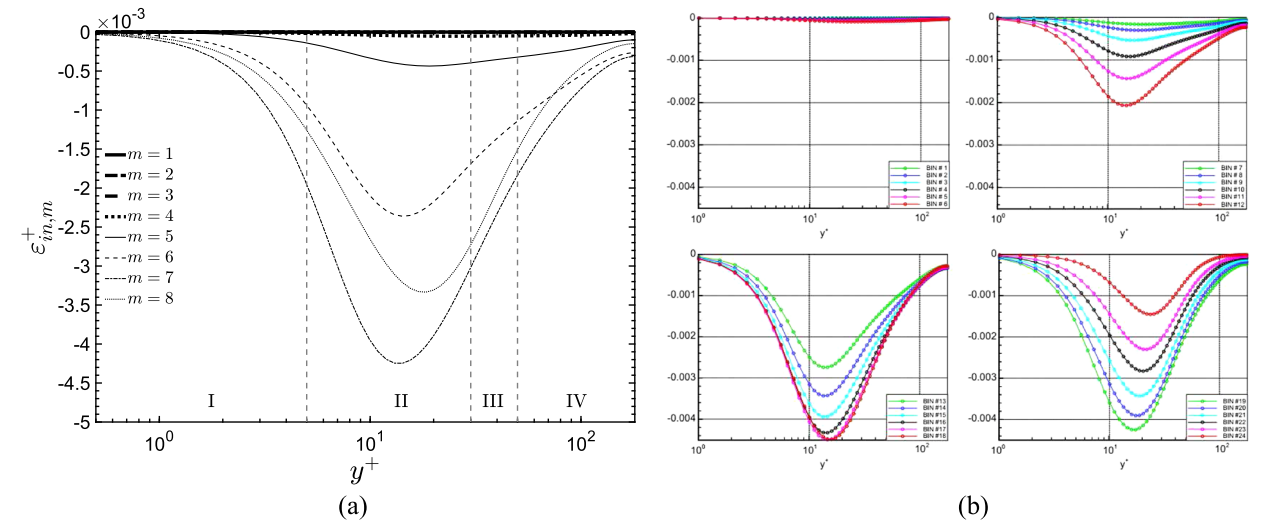 ×10⁻³
0
-0.5
-1
-1.5
-2
-2.5
-3
-3.5
-4
-4.5
-5
ε⁺in,m
m = 1
m = 2
m = 3
m = 4
m = 5
m = 6
m = 7
m = 8
I II III IV
10⁰ 10¹ 10²
y⁺
(a)
0
-0.001
-0.002
-0.003
-0.004
BIN # 1
BIN # 2
BIN # 3
BIN # 4
BIN # 5
BIN # 6
10⁰ 10¹ 10²
y*
0
-0.001
-0.002
-0.003
-0.004
BIN # 7
BIN # 8
BIN # 9
BIN #10
BIN #11
BIN #12
10⁰ 10¹ 10²
y*
0
-0.001
-0.002
-0.003
-0.004
BIN #13
BIN #14
BIN #15
BIN #16
BIN #17
BIN #18
10⁰ 10¹ 10²
y*
0
-0.001
-0.002
-0.003
-0.004
BIN #19
BIN #20
BIN #21
BIN #22
BIN #23
BIN #24
10⁰ 10¹ 10²
y*
(b)